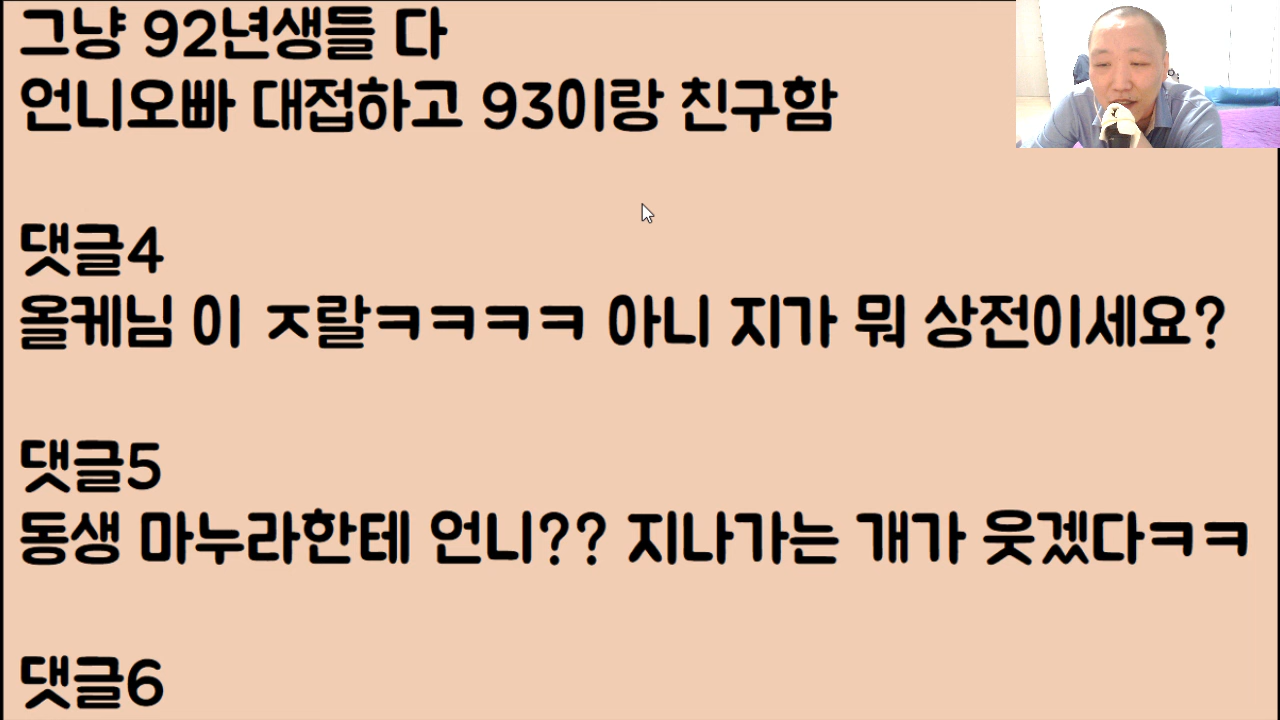 그냥 92년생들 다
언니오빠 대접하고 93이랑 친구함
댓글4
올케님 이 ㅈ랄ㅋㅋㅋㅋ 아니 지가 뭐 상전이세요?
댓글5
동생 마누라한테 언니?? 지나가는 개가 웃겠다ㅋㅋ
댓글6